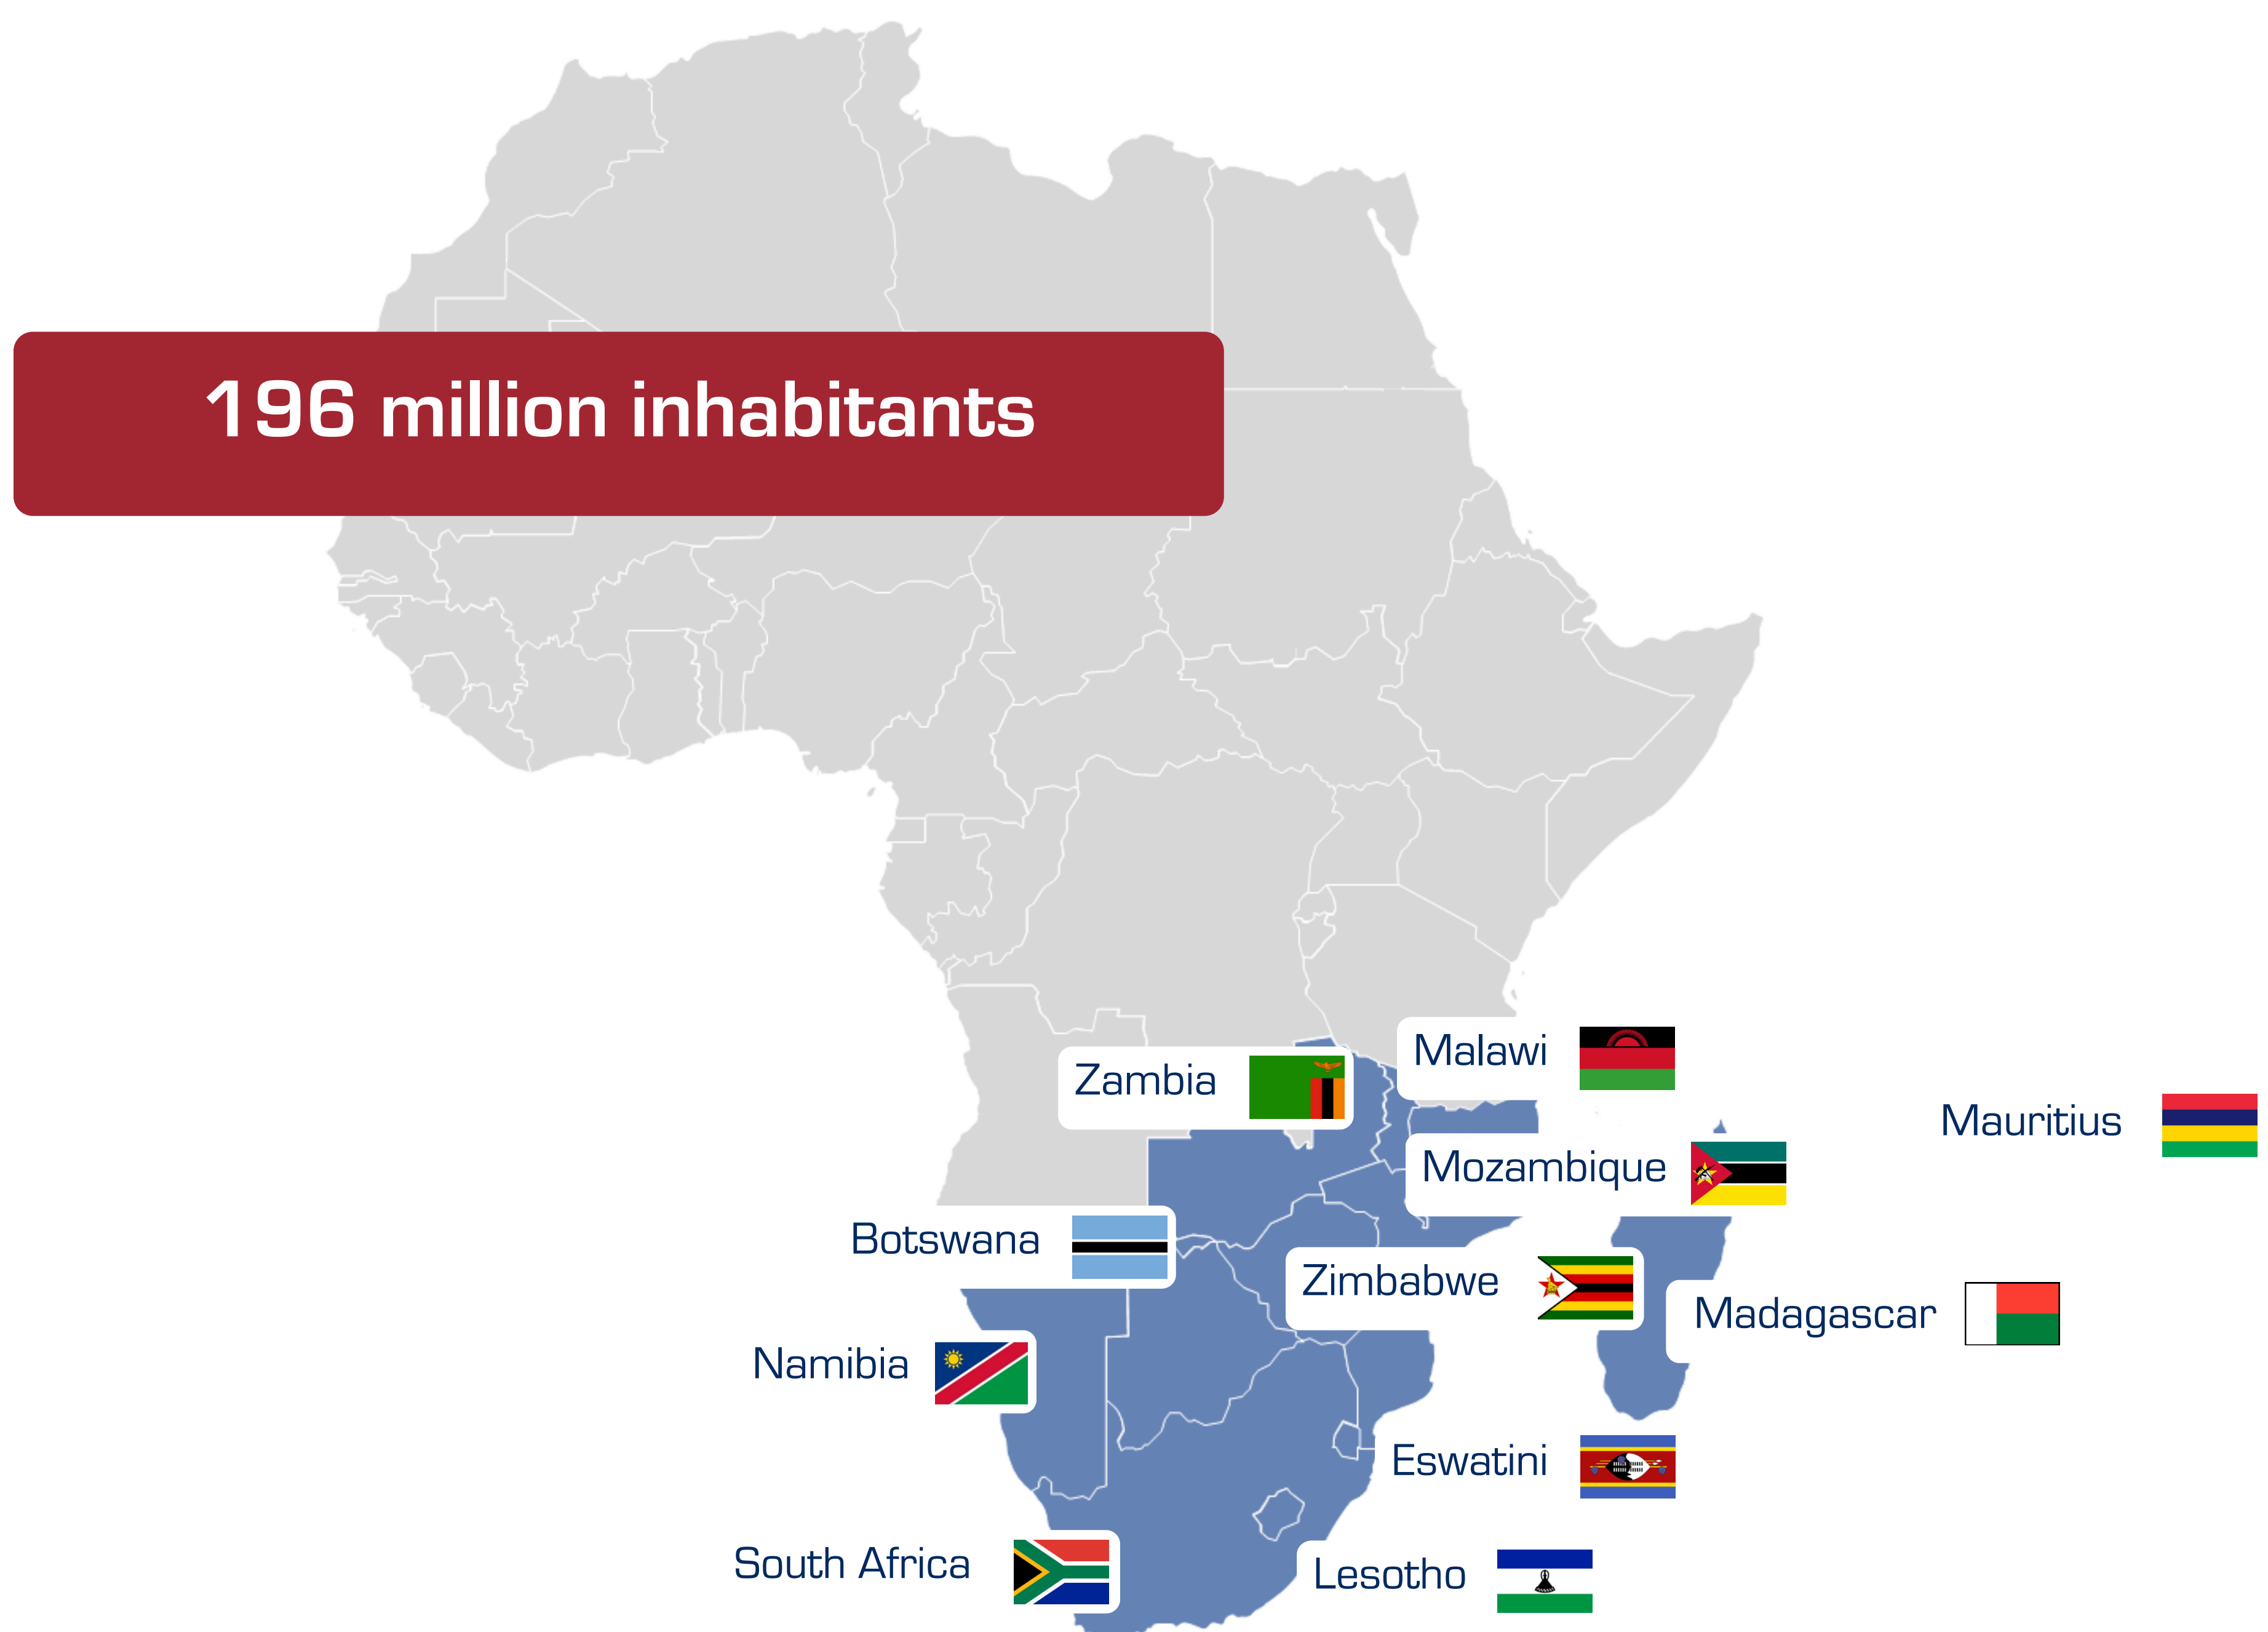 196 million inhabitants
Malawi
Zambia
Mauritius
Mozambique
Botswana
Zimbabwe
Madagascar
Namibia
Eswatini
South Africa
Lesotho